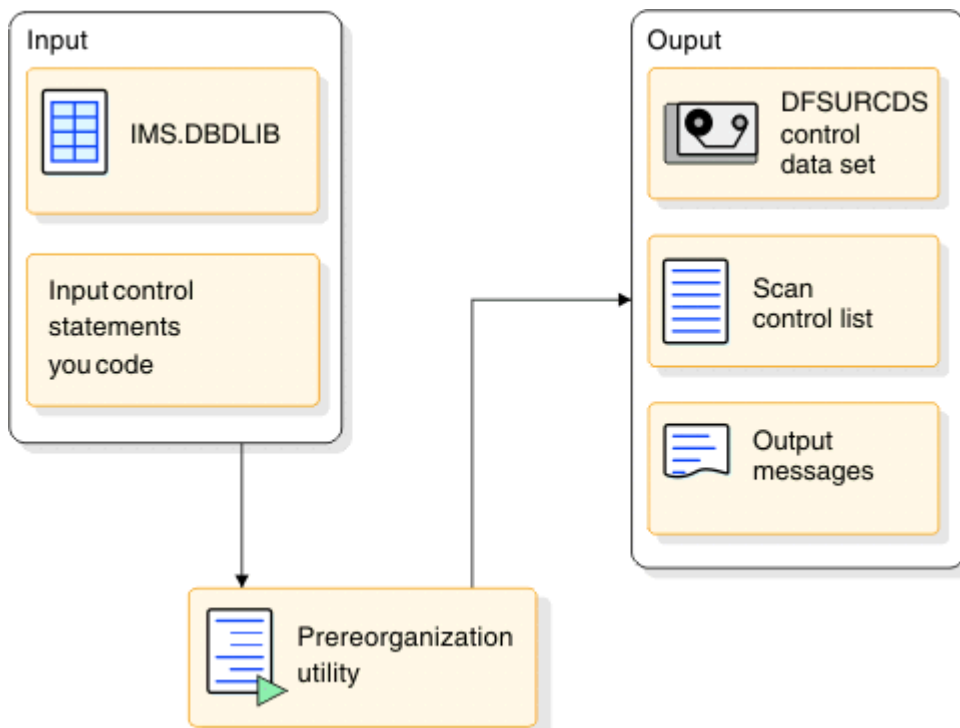 Input
IMS.DBDLIB
Input control
statements
you code
Prereorganization
utility
Ouput
DFSURCDS
control
data set
Scan
control list
Output
messages